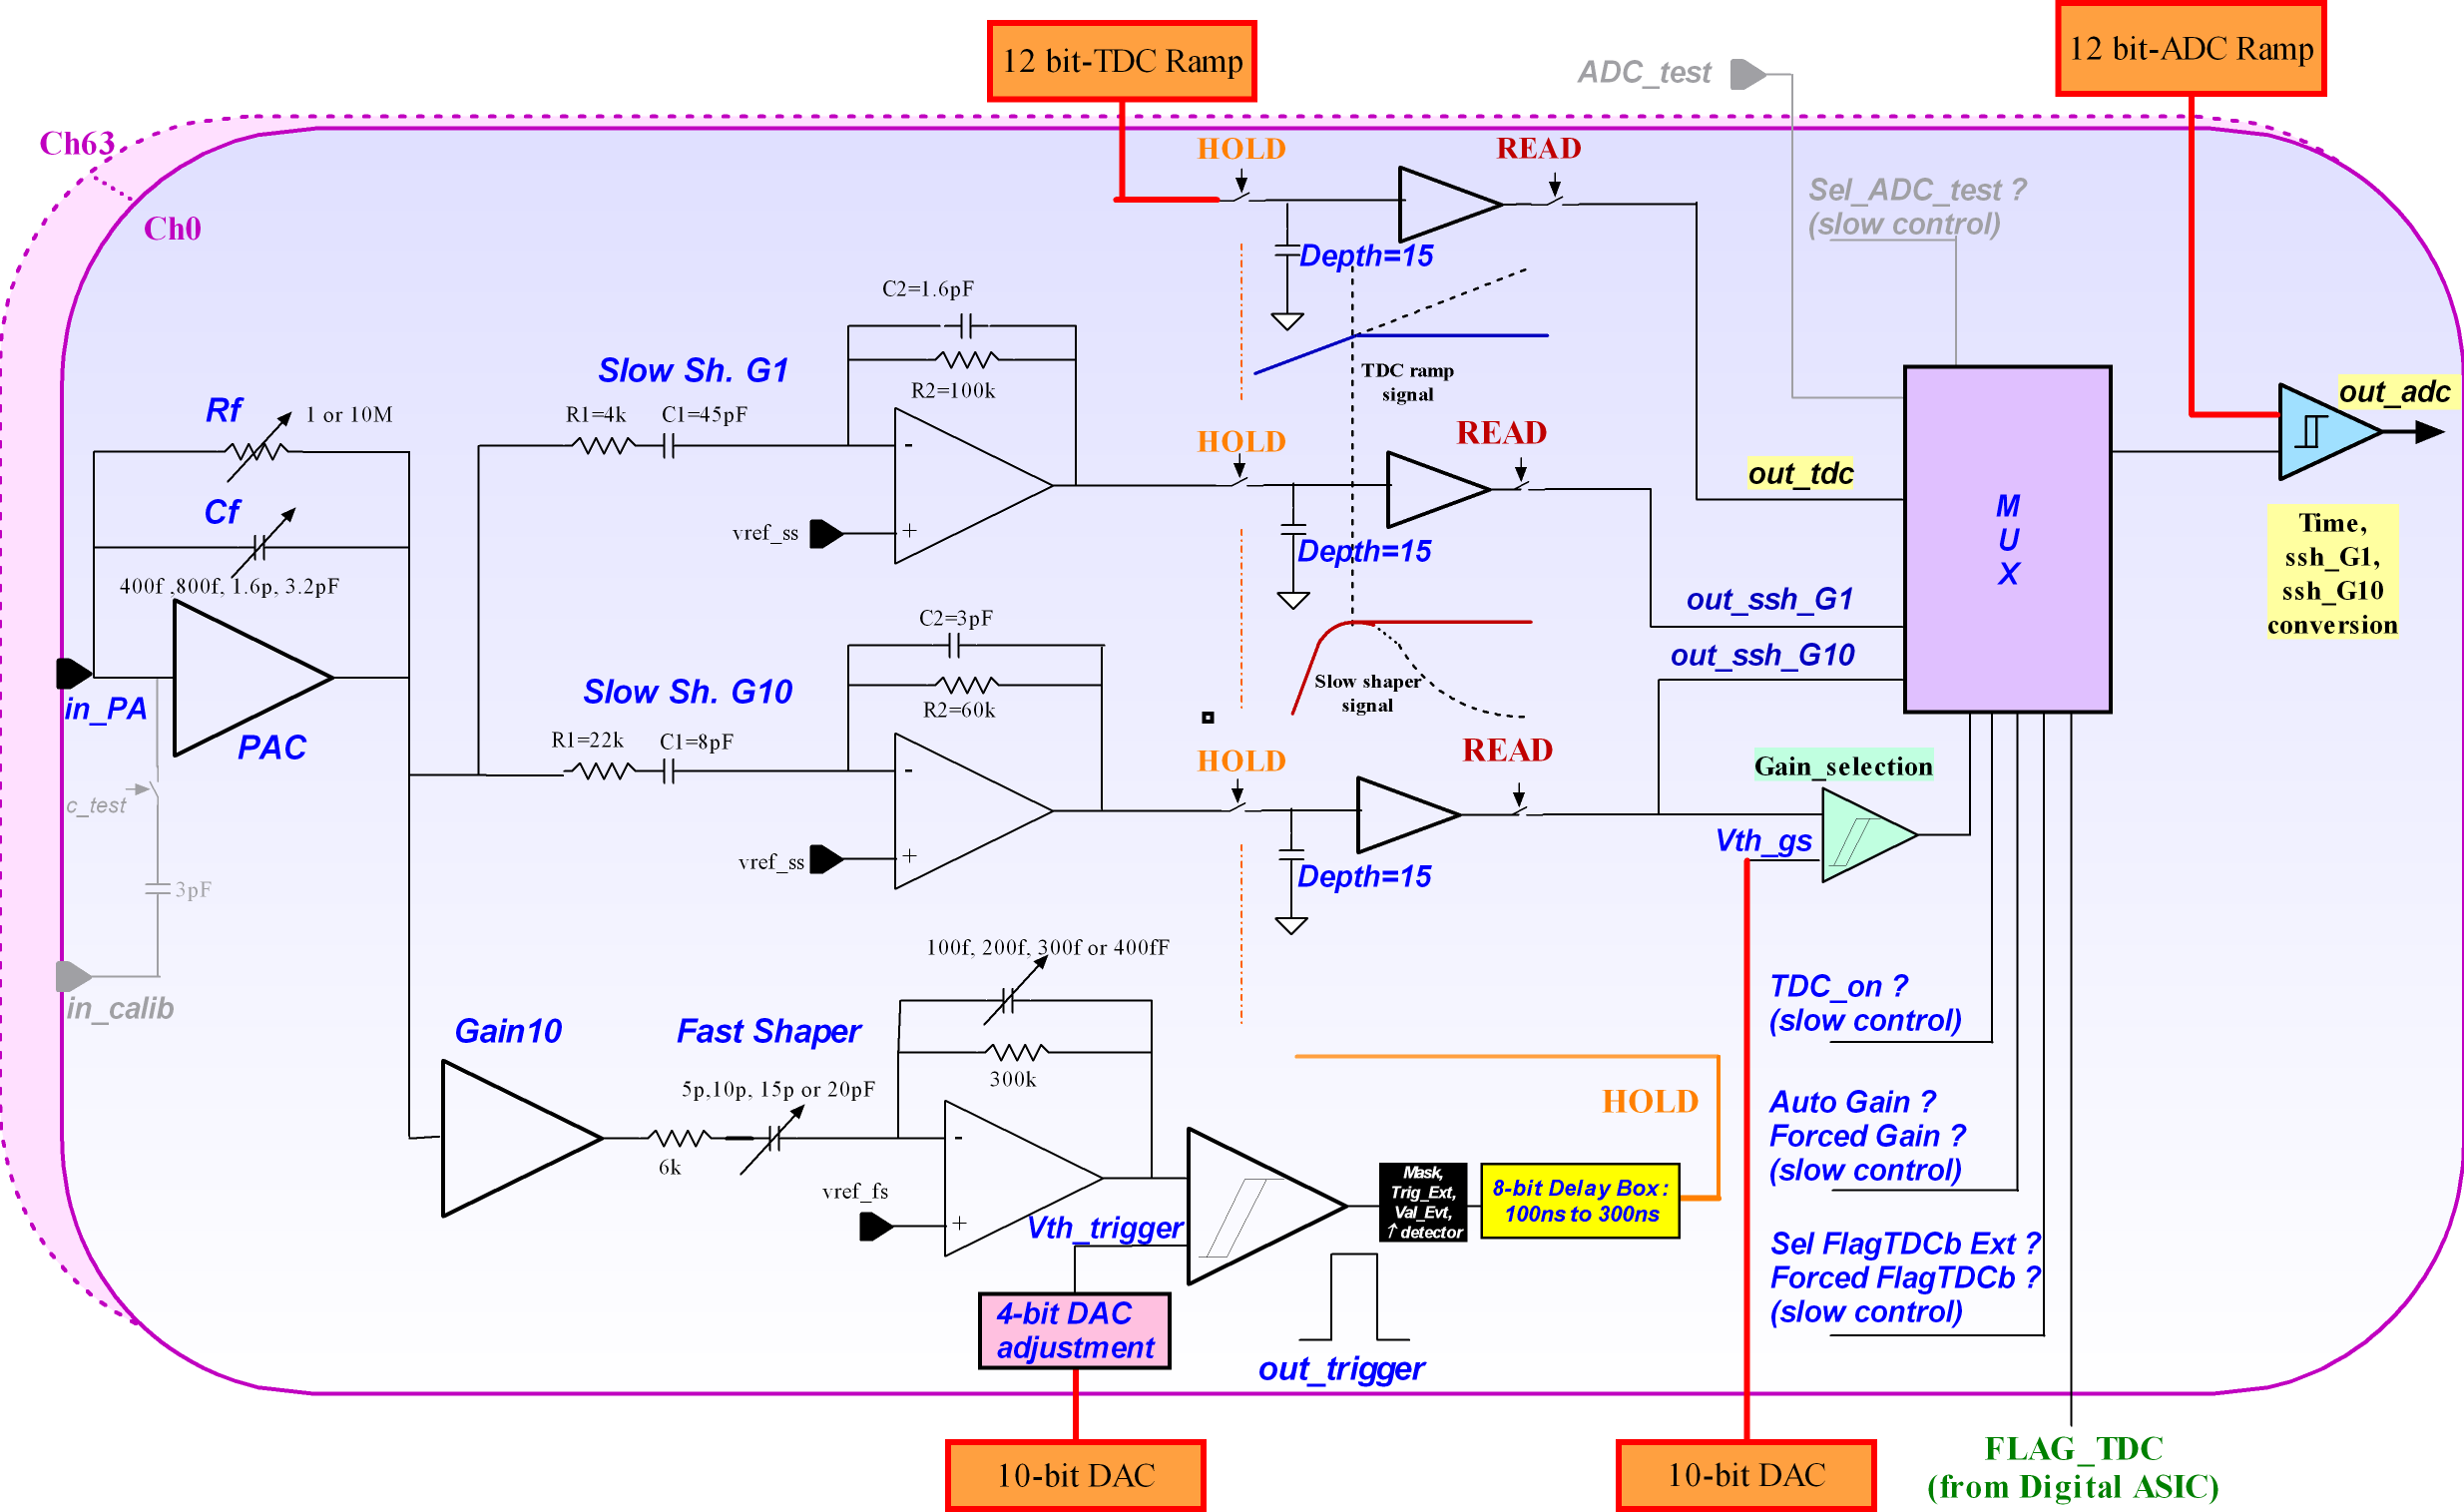 12 bit-TDC Ramp
12 bit-ADC Ramp
ADC_test
Ch63
Ch0
HOLD
READ
Sel_ADC_test ?
(slow control)
Depth=15
C2=1.6pF
R2=100k
Slow Sh. G1
R1=4k
C1=45pF
TDC ramp
signal
Rf
1 or 10M
Cf
400f ,800f, 1.6p, 3.2pF
HOLD
READ
vref_ss
-
+
Depth=15
out_tdc
M
U
X
out_adc
Time,
ssh_G1,
ssh_G10
conversion
out_ssh_G1
out_ssh_G10
C2=3pF
R2=60k
Slow Sh. G10
R1=22k
C1=8pF
Slow shaper
signal
in_PA
PAC
HOLD
READ
Gain_selection
Vth_gs
c_test
3pF
in_calib
vref_ss
-
+
Depth=15
100f, 200f, 300f or 400fF
300k
Gain10
Fast Shaper
5p,10p, 15p or 20pF
6k
vref_fs
-
+
Vth_trigger
HOLD
Mask,
Trig_Ext,
Val_Evt,
↑ detector
8-bit Delay Box :
100ns to 300ns
4-bit DAC
adjustment
out_trigger
TDC_on ?
(slow control)
Auto Gain ?
Forced Gain ?
(slow control)
Sel FlagTDCb Ext ?
Forced FlagTDCb ?
(slow control)
10-bit DAC
10-bit DAC
FLAG_TDC
(from Digital ASIC)